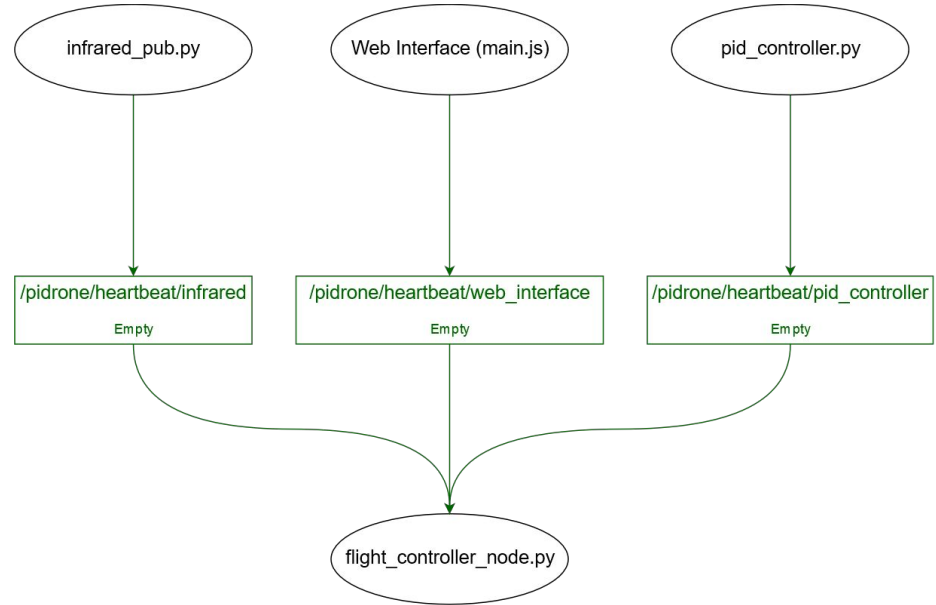 infrared_pub.py
Web Interface (main.js)
pid_controller.py
/pidrone/heartbeat/infrared
Empty
/pidrone/heartbeat/web_interface
Empty
/pidrone/heartbeat/pid_controller
Empty
flight_controller_node.py